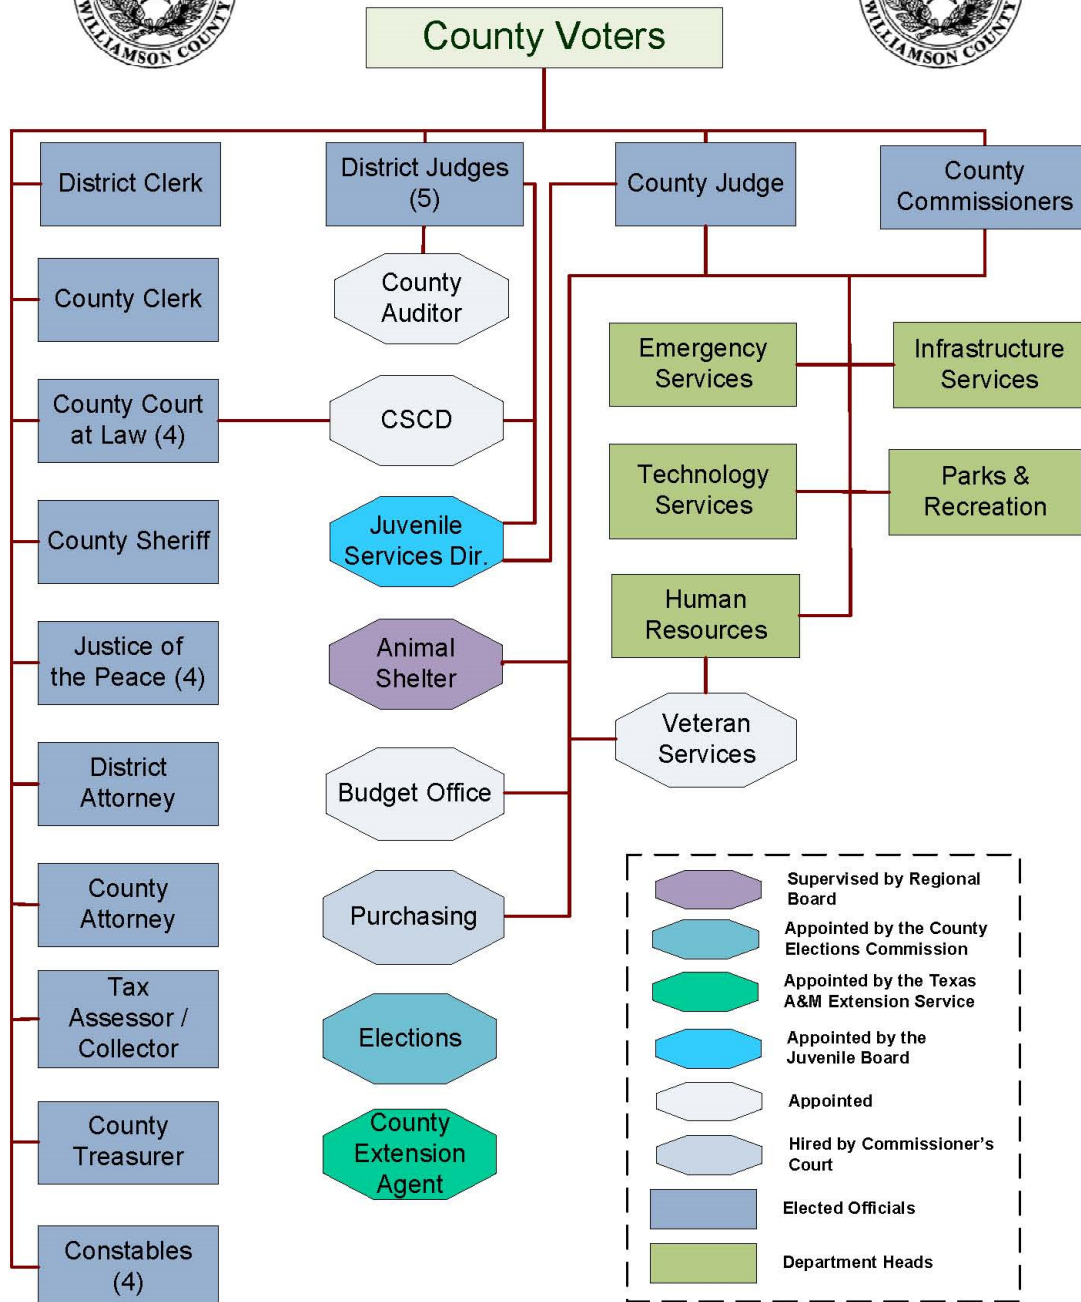 WILLIAMSON COUNTY
WILLIAMSON COUNTY
County Voters
District Clerk
District Judges
(5)
County Judge
County
Commissioners
County Clerk
County
Auditor
Emergency
Services
Infrastructure
Services
County Court
at Law (4)
CSCD
Technology
Services
Parks &
Recreation
County Sheriff
Juvenile
Services Dir.
Human
Resources
Justice of
the Peace (4)
Animal
Shelter
Veteran
Services
District
Attorney
Budget Office
County
Attorney
Purchasing
Tax
Assessor /
Collector
Elections
County
Treasurer
County
Extension
Agent
Constables
(4)
Supervised by Regional
Board
Appointed by the County
Elections Commission
Appointed by the Texas
A&M Extension Service
Appointed by the
Juvenile Board
Appointed
Hired by Commissioner's
Court
Elected Officials
Department Heads